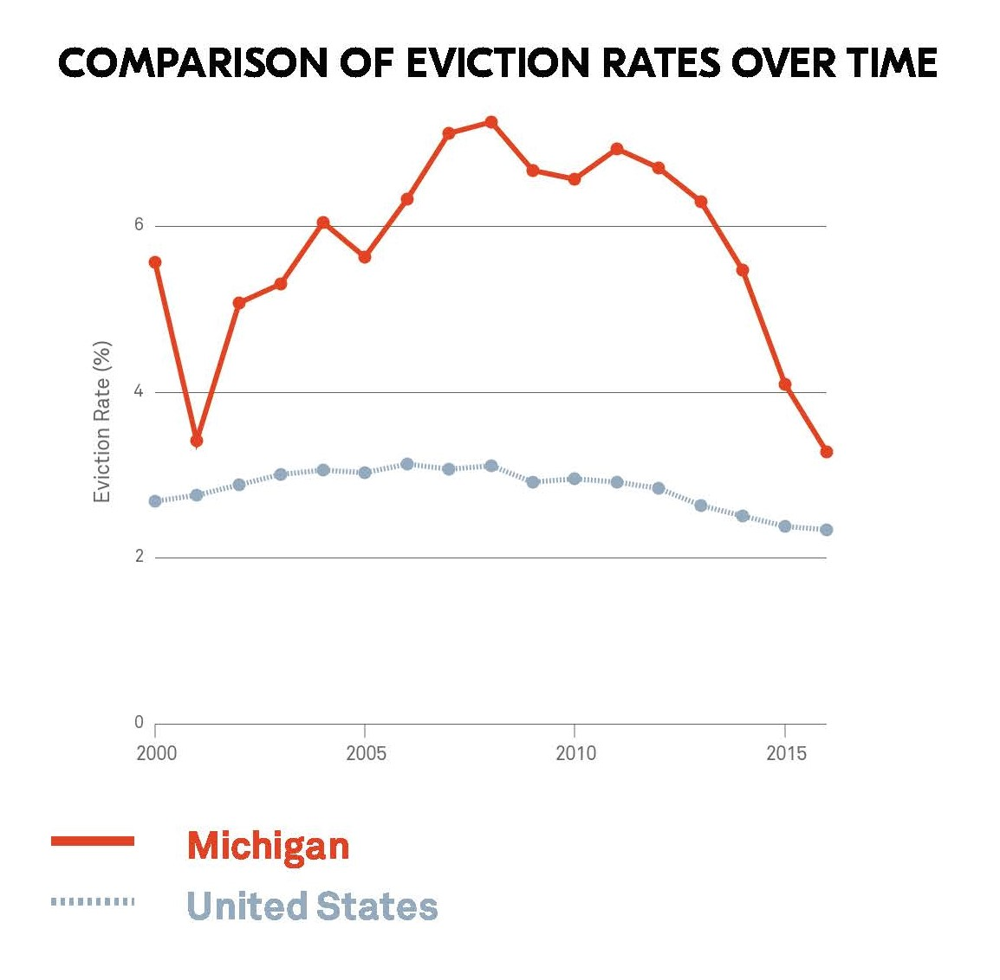 COMPARISON OF EVICTION RATES OVER TIME
Eviction Rate (%)
6
4
2
0
2000 2005 2010 2015
Michigan
United States